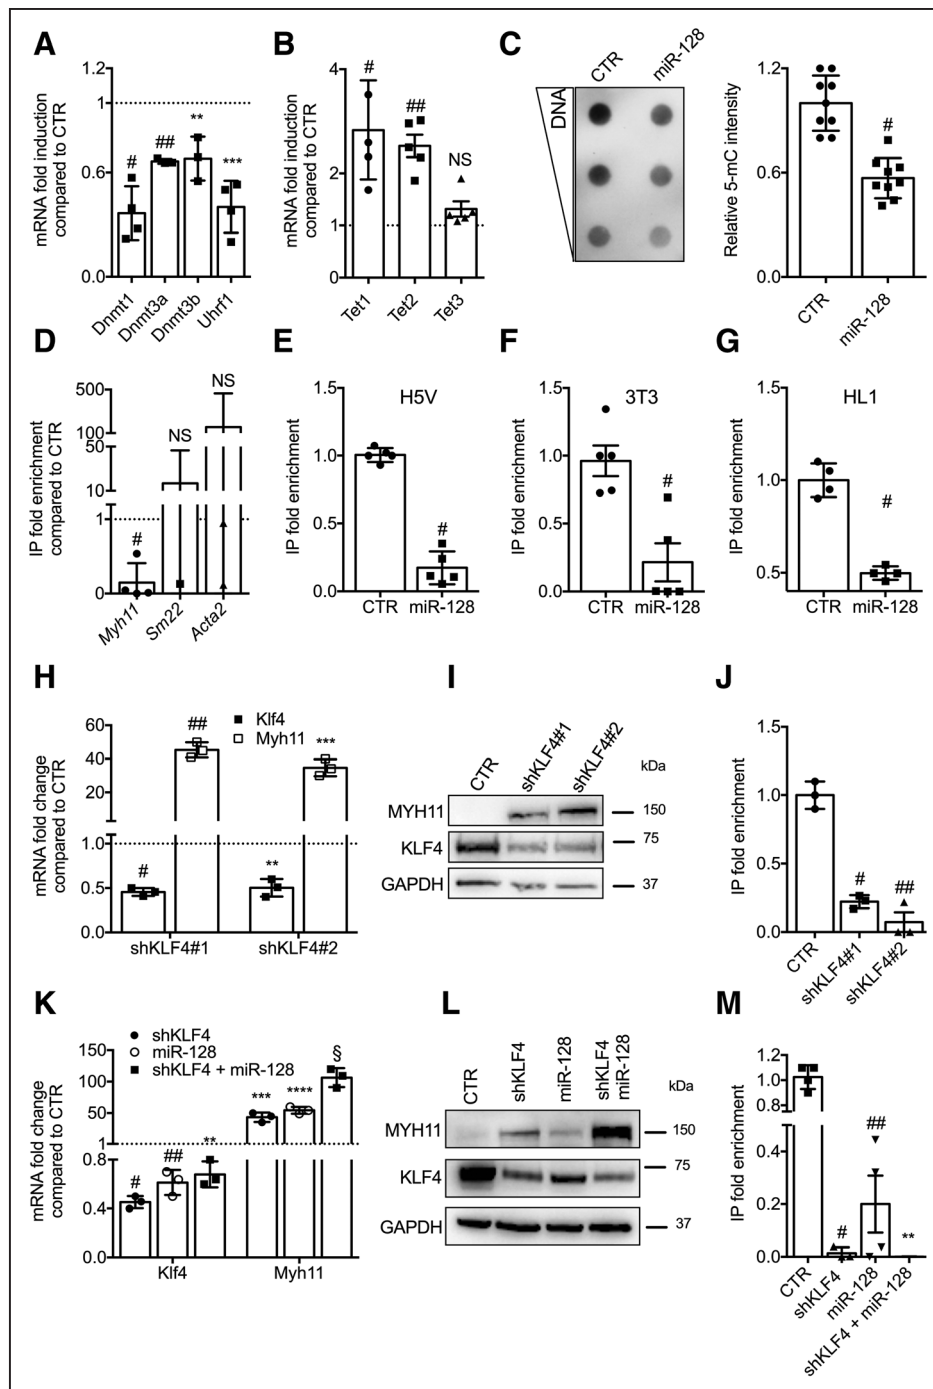 A
mRNA fold induction
compared to CTR
1.2
1
0.6
0.0
#
##
**
***
Dnmt1
Dnmt3a
Dnmt3b
Uhrf1
B
mRNA fold induction
compared to CTR
4
2
1
0
#
##
NS
Tet1
Tet2
Tet3
C
CTR
miR-128
DNA
Relative 5-mC intensity
1.2
0.6
0.0
#
CTR
miR-128
D
IP fold enrichment
compared to CTR
500
100
50
10
1
0
#
NS
NS
Myh11
Sm22
Acta2
E
H5V
IP fold enrichment
1.5
1.0
0.5
0.0
#
CTR
miR-128
F
3T3
IP fold enrichment
1.5
1.0
0.5
0.0
#
CTR
miR-128
G
HL1
IP fold enrichment
1.5
1.0
0.5
#
CTR
miR-128
H
Klf4
Myh11
mRNA fold change
compared to CTR
60
40
20
1.0
0.5
0.0
#
##
**
***
shKLF4#1
shKLF4#2
I
CTR
shKLF4#1
shKLF4#2
kDa
MYH11
150
KLF4
75
GAPDH
37
J
IP fold enrichment
1.5
1.0
0.5
0.0
#
##
CTR
shKLF4#1
shKLF4#2
K
shKLF4
miR-128
shKLF4 + miR-128
mRNA fold change
compared to CTR
150
100
50
1
0.8
0.4
0.0
#
##
**
***
****
§
Klf4
Myh11
L
CTR
shKLF4
miR-128
shKLF4
miR-128
kDa
MYH11
150
KLF4
75
GAPDH
37
M
IP fold enrichment
1.2
1.0
0.8
0.4
0.2
0.0
#
##
**
CTR
shKLF4
miR-128
shKLF4 + miR-128